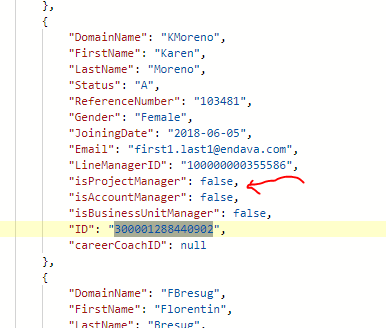 },
{
"DomainName": "KMoreno",
"FirstName": "Karen",
"LastName": "Moreno",
"Status": "A",
"ReferenceNumber": "103481",
"Gender": "Female",
"JoiningDate": "2018-06-05",
"Email": "first1.last1@endava.com",
"LineManagerID": "100000000355586",
"isProjectManager": false,
"isAccountManager": false,
"isBusinessUnitManager": false,
"ID": "300001288440902",
"careerCoachID": null
},
{
"DomainName": "FBresug",
"FirstName": "Florentin",
"LastName": "Bresug",